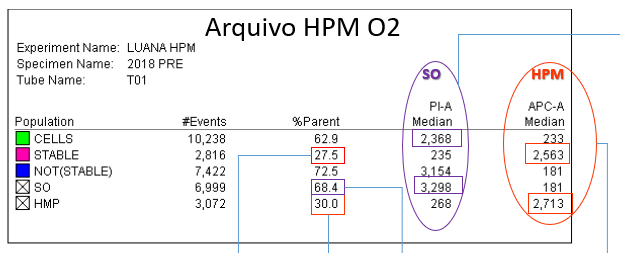 Arquivo HPM O2
Experiment Name: LUANA HPM
Specimen Name: 2018 PRE
Tube Name: T01
SO HPM
PI-A APC-A
Population #Events %Parent Median Median
CELLS 10,238 62.9 2,368 233
STABLE 2,816 27.5 235 2,563
NOT(STABLE) 7,422 72.5 3,154 181
SO 6,999 68.4 3,298 181
HMP 3,072 30.0 268 2,713